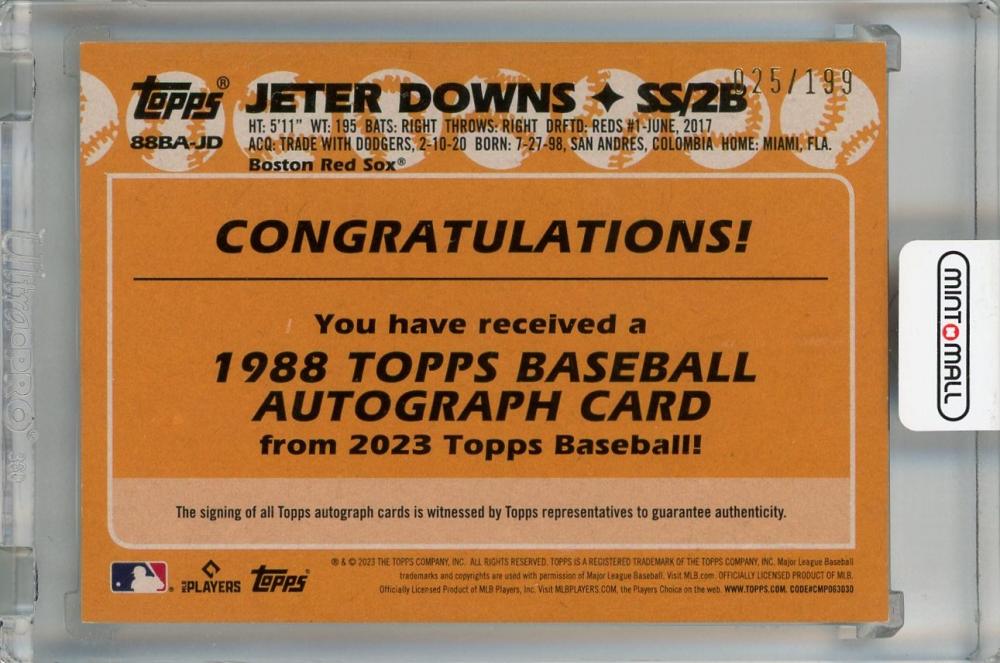 025/199
Topps®
JETER DOWNS ✦ SS/2B
88BA-JD
HT: 5'11" WT: 195 BATS: RIGHT THROWS: RIGHT DRFTD: REDS #1-JUNE, 2017
ACQ: TRADE WITH DODGERS, 2-10-20 BORN: 7-27-98, SAN ANDRES, COLOMBIA HOME: MIAMI, FLA.
Boston Red Sox®
CONGRATULATIONS!
You have received a
1988 TOPPS BASEBALL
AUTOGRAPH CARD
from 2023 Topps Baseball!
The signing of all Topps autograph cards is witnessed by Topps representatives to guarantee authenticity.
MLB PLAYERS
Topps®
® & © 2023 THE TOPPS COMPANY, INC. ALL RIGHTS RESERVED. TOPPS IS A REGISTERED TRADEMARK OF THE TOPPS COMPANY, INC. Major League Baseball
trademarks and copyrights are used with permission of Major League Baseball. Visit MLB.com. OFFICIALLY LICENSED PRODUCT OF MLB.
Officially Licensed Product of MLB Players, Inc. Visit MLBPLAYERS.COM, the Players Choice on the web. WWW.TOPPS.COM. CODE#CMP063030
MINT MALL
UltraPRO®